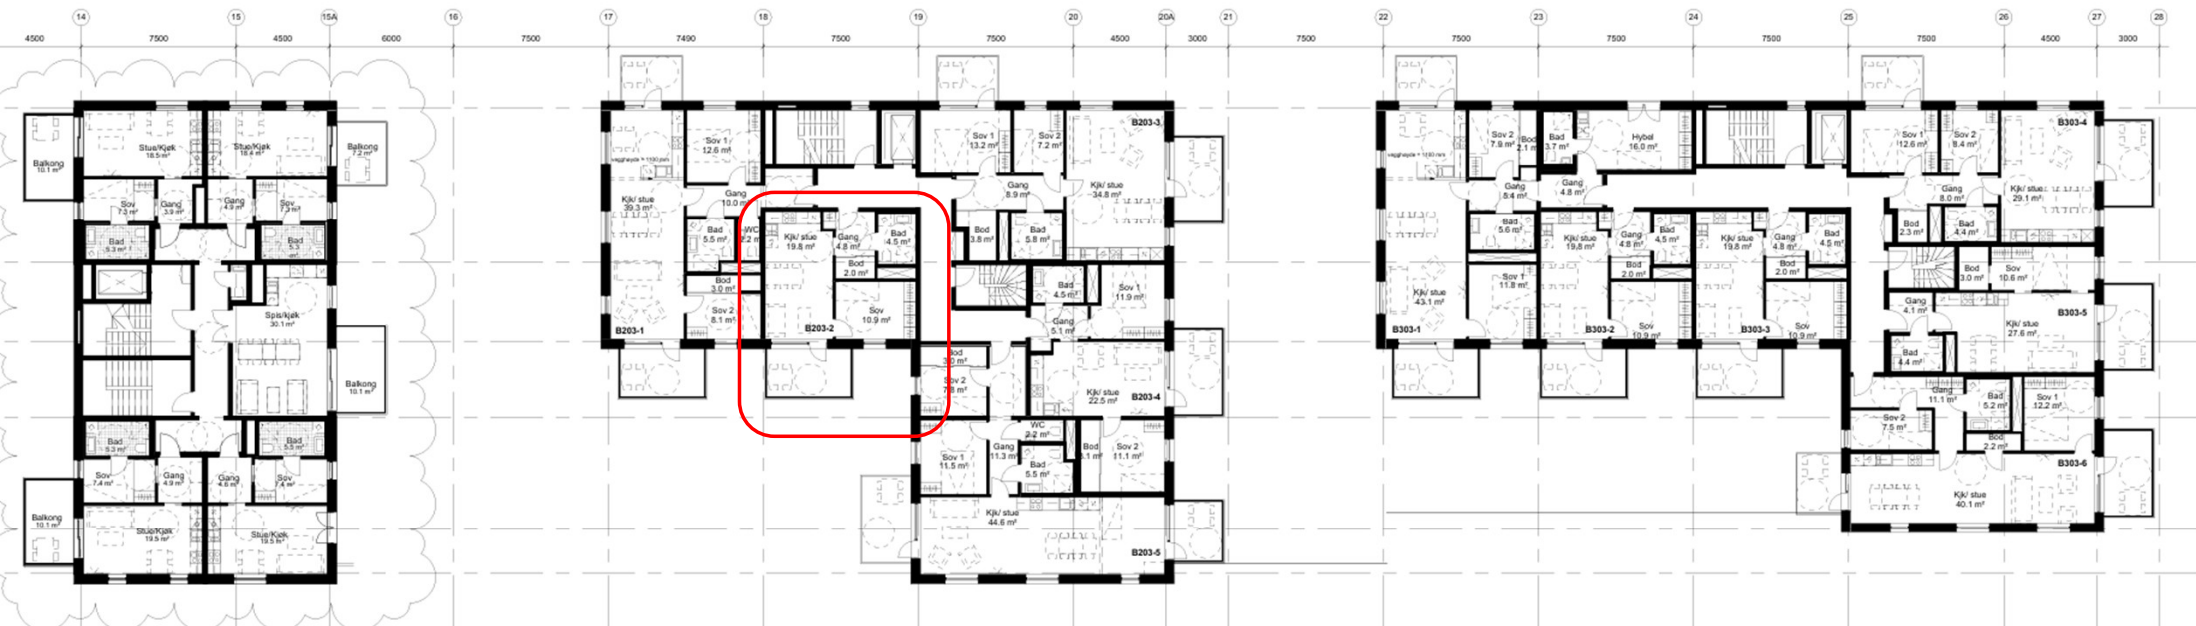 14
15
15A
16
17
18
19
20
20A
21
22
23
24
25
26
27
28
4500
7500
4500
6000
7500
7490
7500
7500
4500
3000
7500
7500
7500
7500
7500
4500
3000
Balkong
10.1 m²
Stue/Kjøk
18.5 m²
Stue/Kjøk
18.4 m²
Balkong
7.2 m²
Sov
7.3 m²
Gang
3.9 m²
Gang
4.9 m²
Sov
7.3 m²
Bad
5.3 m²
Bad
5.3
m²
Spis/kjøk
30.1 m²
Balkong
10.1 m²
Bad
5.3 m²
Bad
5.5 m²
Sov
7.4 m²
Gang
4.9 m²
Gang
4.8 m²
Sov
7.4 m²
Balkong
10.1 m²
Stue/Kjøk
19.5 m²
Stue/Kjøk
19.5 m²
Sov 1
12.6 m²
Kjk/ stue
39.3 m²
Gang
10.0 m²
Bad
5.5 m²
WC
2.2 m²
Bod
3.0 m²
Sov 2
8.1 m²
B203-1
Kjk/ stue
19.8 m²
Gang
4.8 m²
Bad
4.5 m²
Bod
2.0 m²
Sov
10.9 m²
B203-2
Sov 1
13.2 m²
Sov 2
7.2 m²
B203-3
Gang
8.9 m²
Kjk/ stue
34.8 m²
Bod
3.8 m²
Bad
5.8 m²
Bad
4.5 m²
Sov 1
11.9 m²
Gang
5.1 m²
Bod
3.0 m²
Sov 2
Kjk/ stue
22.5 m²
B203-4
WC
2.2 m²
Sov 1
11.5 m²
Gang
11.3 m²
Bad
5.5 m²
Bod
Sov 2
11.1 m²
Kjk/ stue
44.6 m²
B203-5
Sov 2
7.9 m²
Bod
2.1 m²
Bad
3.7 m²
Hybel
16.0 m²
Gang
5.4 m²
Gang
4.8 m²
Bad
5.6 m²
Sov 1
11.8 m²
Kjk/ stue
43.1 m²
B303-1
Kjk/ stue
19.8 m²
Gang
4.8 m²
Bad
4.5 m²
Bod
2.0 m²
Sov
10.9 m²
B303-2
Kjk/ stue
19.8 m²
Gang
4.8 m²
Bad
4.5 m²
Bod
2.0 m²
Sov
10.9 m²
B303-3
Sov 1
12.6 m²
Sov 2
8.4 m²
B303-4
Gang
8.0 m²
Kjk/ stue
29.1 m²
Bod
2.3 m²
Bad
4.4 m²
Bod
3.0 m²
Sov
10.6 m²
Gang
4.1 m²
B303-5
Kjk/ stue
27.6 m²
Bad
4.4 m²
Gang
11.1 m²
Bad
5.2 m²
Sov 1
12.2 m²
Sov 2
7.5 m²
Bod
2.2 m²
B303-6
Kjk/ stue
40.1 m²